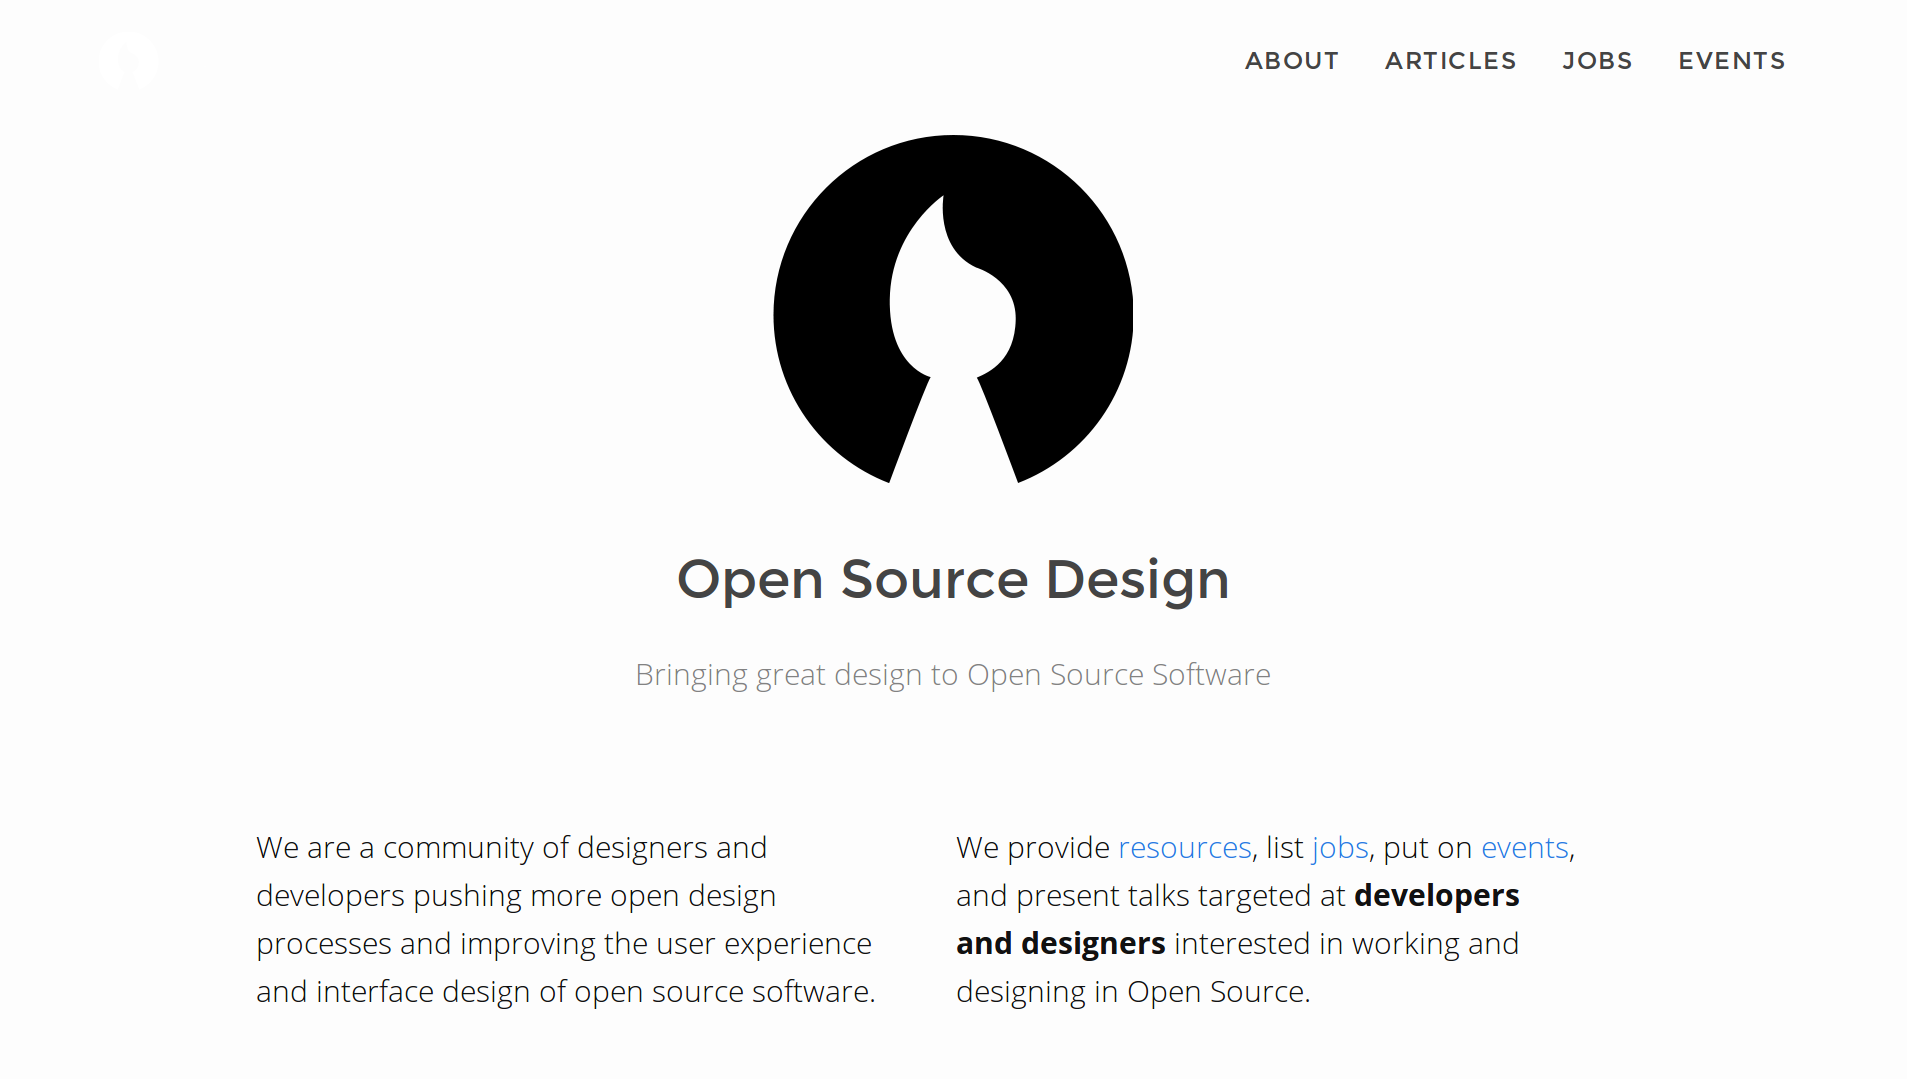 ABOUT ARTICLES JOBS EVENTS
Open Source Design
Bringing great design to Open Source Software
We are a community of designers and
developers pushing more open design
processes and improving the user experience
and interface design of open source software.
We provide resources, list jobs, put on events,
and present talks targeted at developers
and designers interested in working and
designing in Open Source.